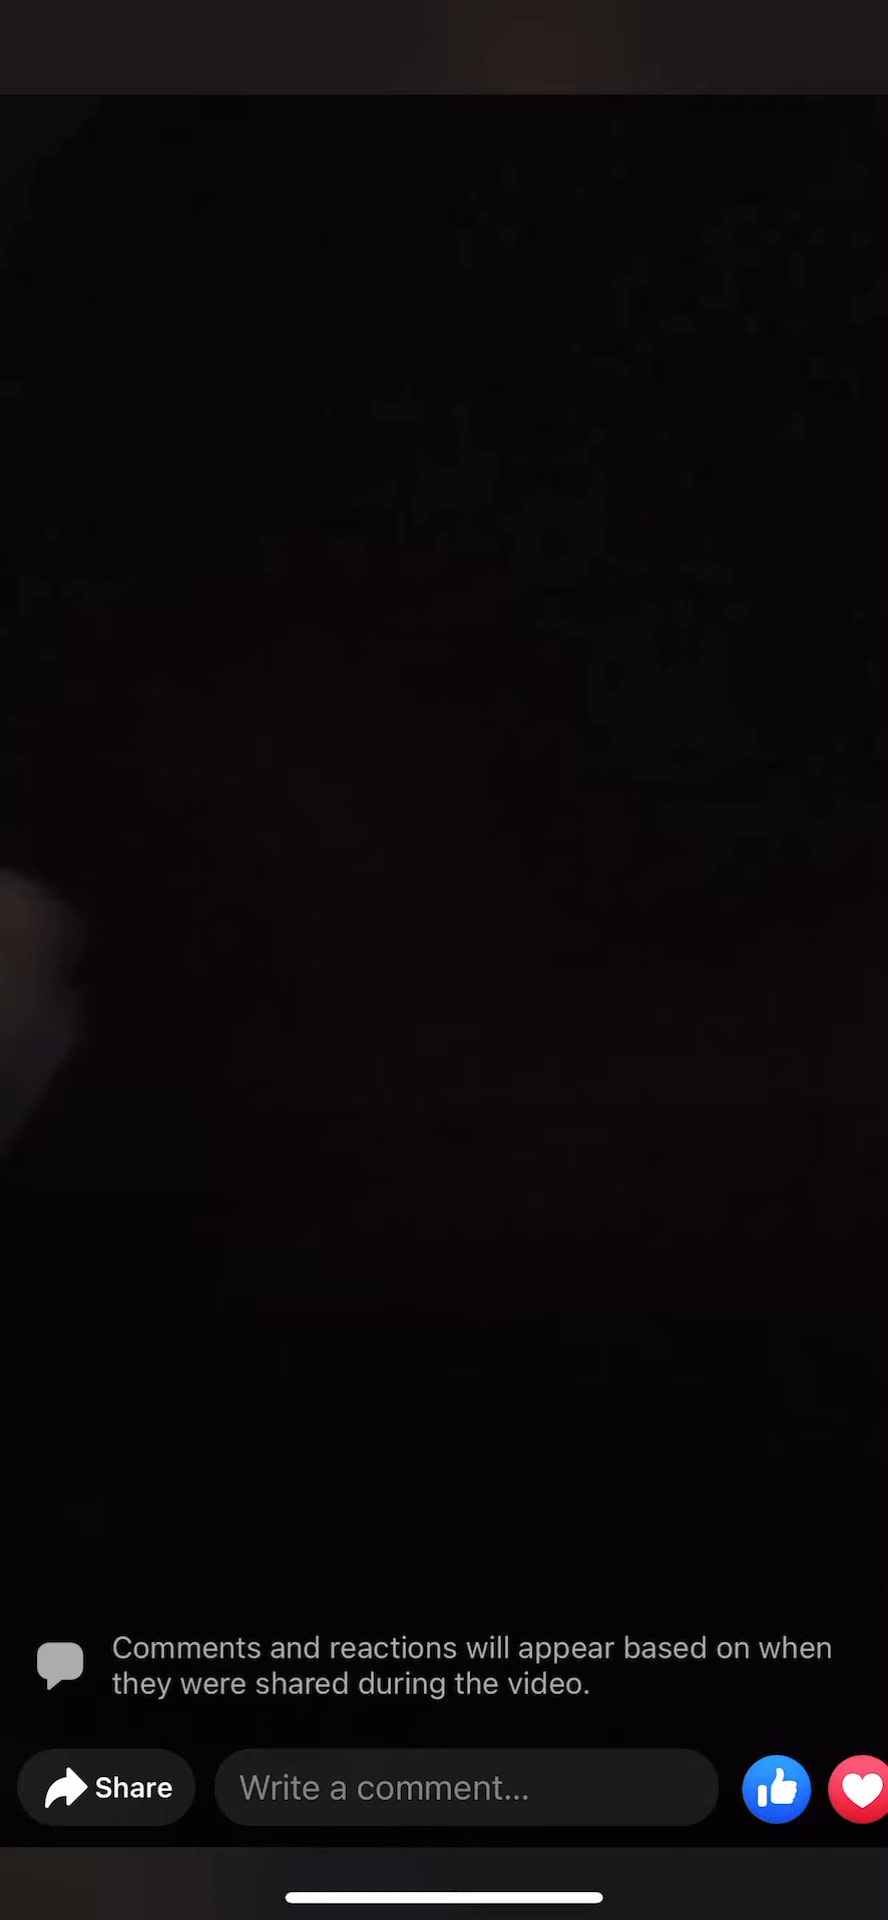 Comments and reactions will appear based on when
they were shared during the video.
Share
Write a comment...